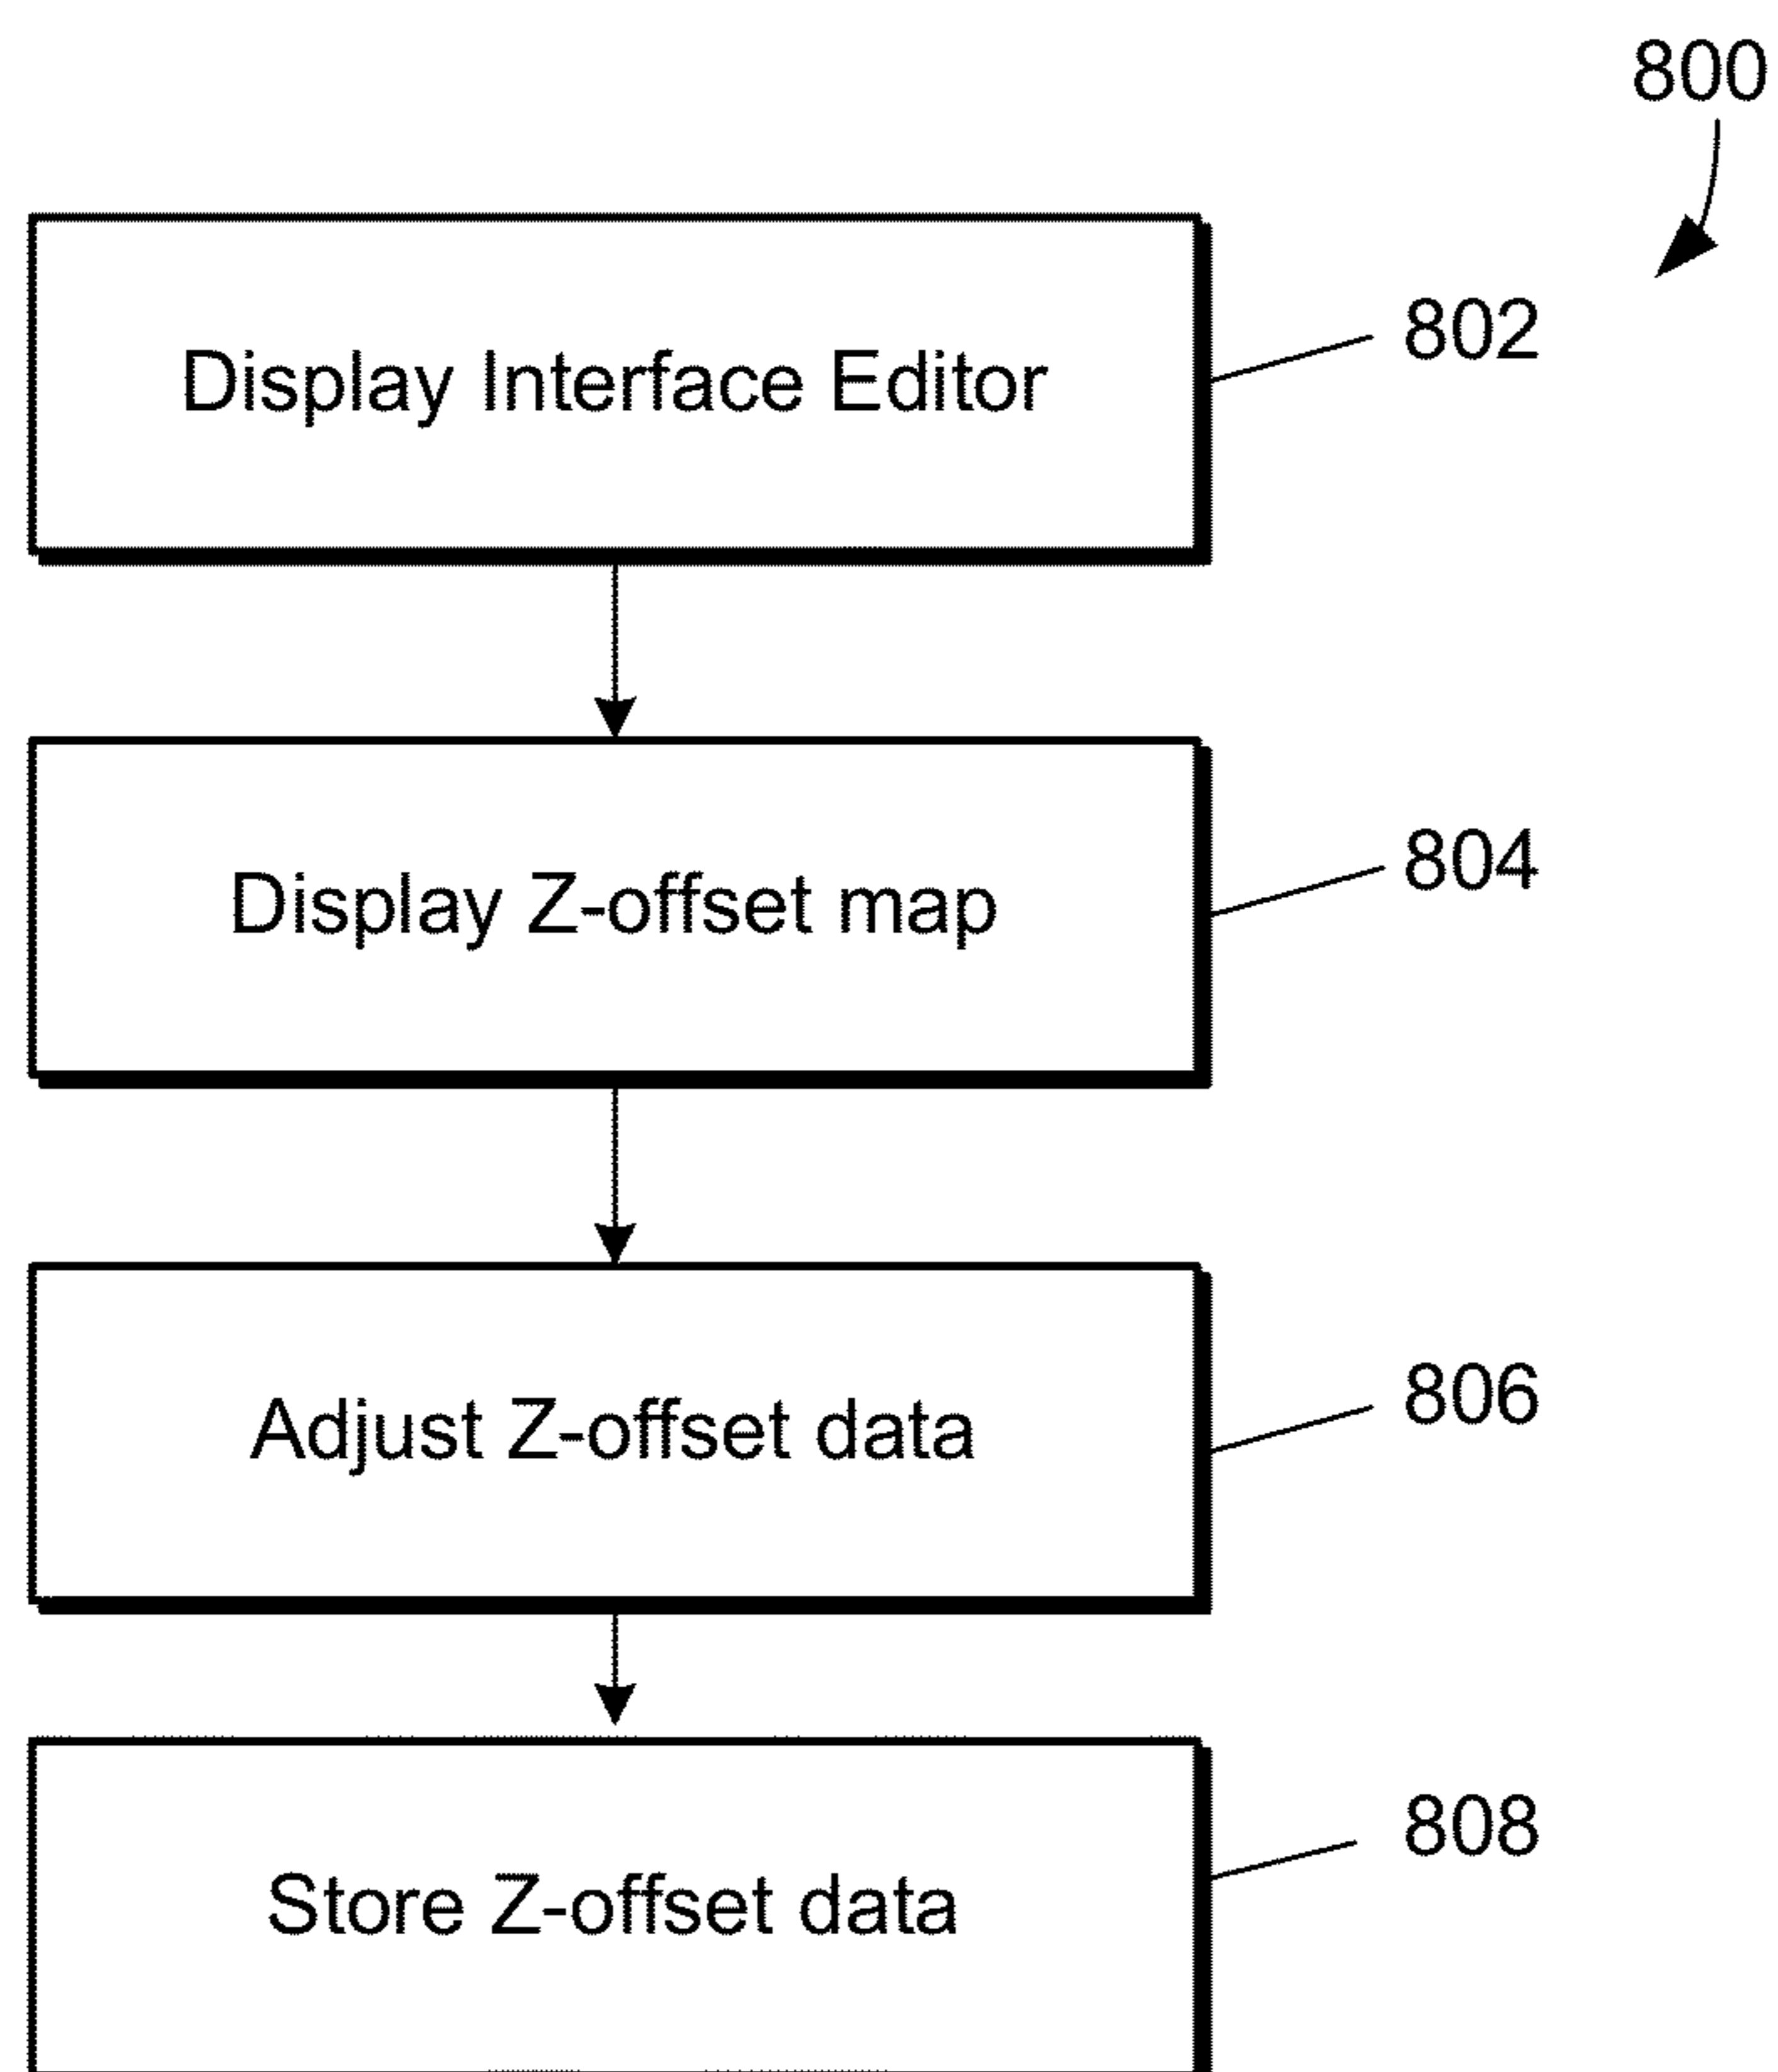 800
Display Interface Editor
802
Display Z-offset map
804
Adjust Z-offset data
806
Store Z-offset data
808